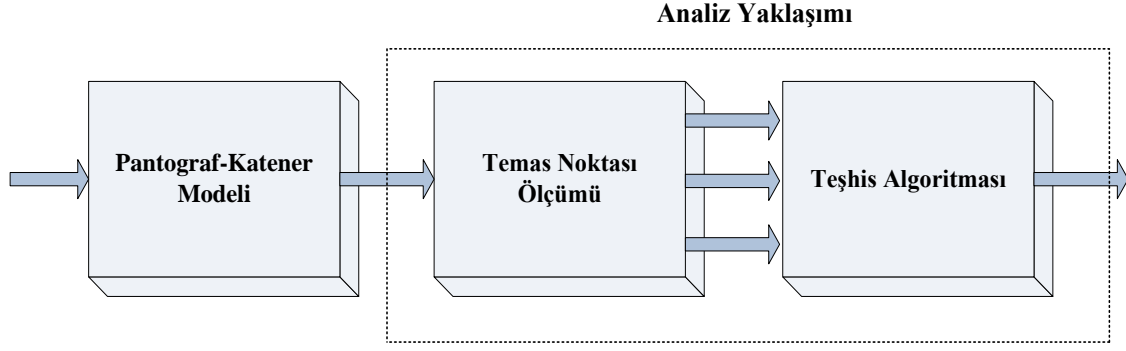 Analiz Yaklaşımı
Pantograf-Katener
Modeli
Temas Noktası
Ölçümü
Teşhis Algoritması